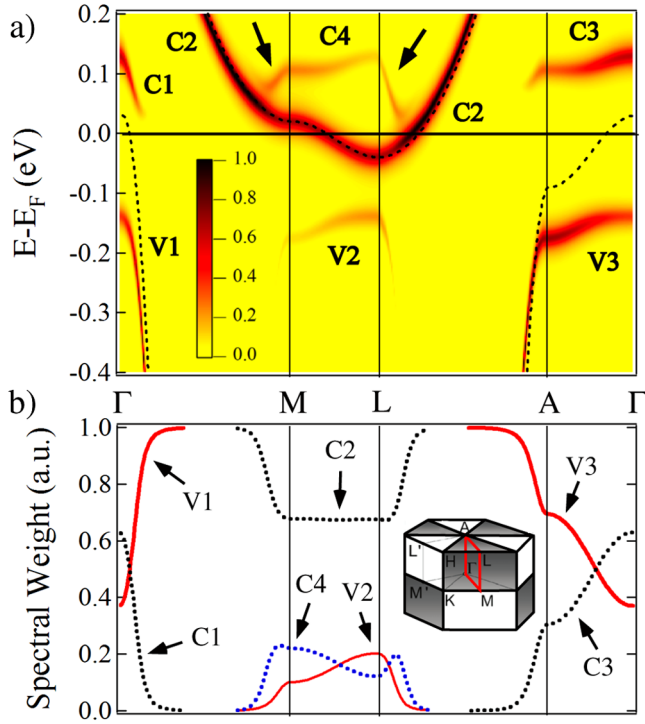 a)
C2
C4
C3
C1
C2
E-E_F (eV)
0.2
0.1
0.0
-0.1
-0.2
-0.3
-0.4
1.0
0.8
0.6
0.4
0.2
0.0
V1
V2
V3
b)
Γ M L A Γ
Spectral Weight (a.u.)
1.0
0.8
0.6
0.4
0.2
0.0
C2
V1
V3
C4
V2
C1
C3
A
L'
H
L
Γ
M'
K
M